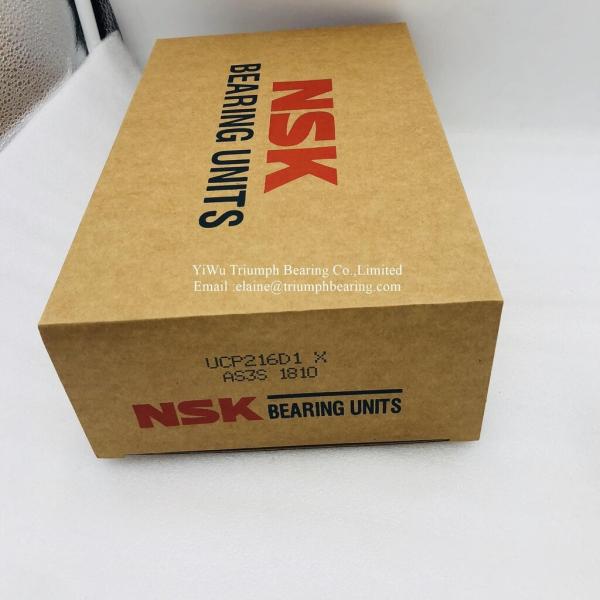 NSK
BEARING UNITS
YiWu Triumph Bearing Co.,Limited
Email :elaine@triumphbearing.com
UCP216D1 X
AS3S 1810
NSK BEARING UNITS